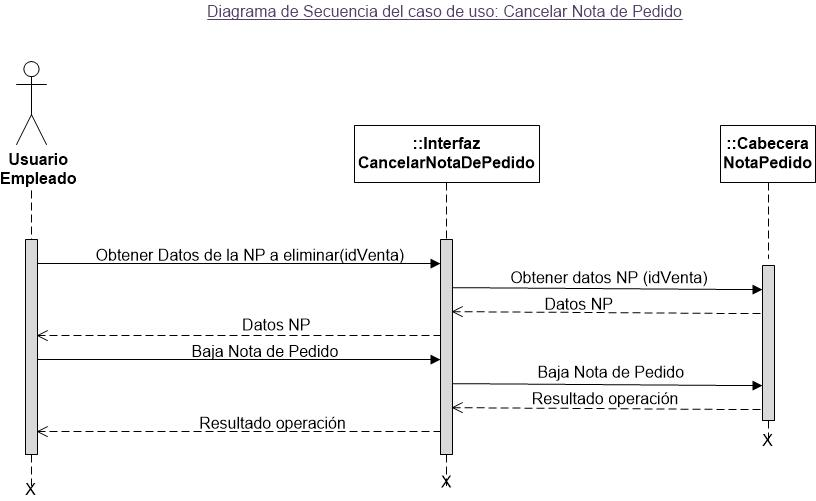 Diagrama de Secuencia del caso de uso: Cancelar Nota de Pedido
Usuario
Empleado
::Interfaz
CancelarNotaDePedido
::Cabecera
NotaPedido
Obtener Datos de la NP a eliminar(idVenta)
Obtener datos NP (idVenta)
Datos NP
Datos NP
Baja Nota de Pedido
Baja Nota de Pedido
Resultado operación
Resultado operación
X
X
X